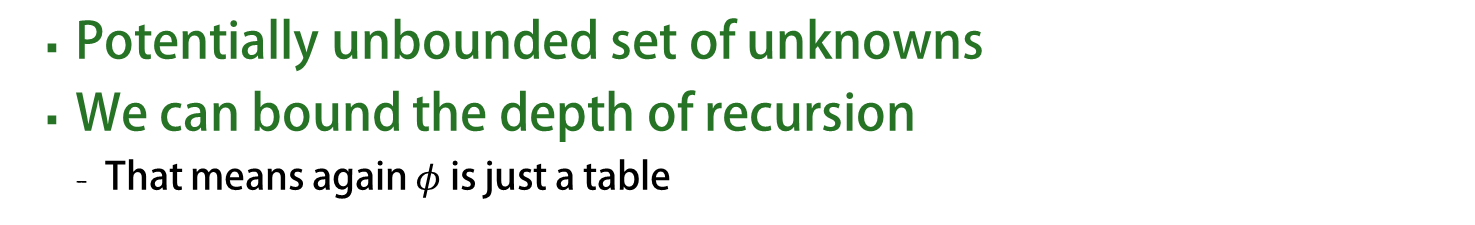 ▪ Potentially unbounded set of unknowns
▪ We can bound the depth of recursion
- That means again ϕ is just a table